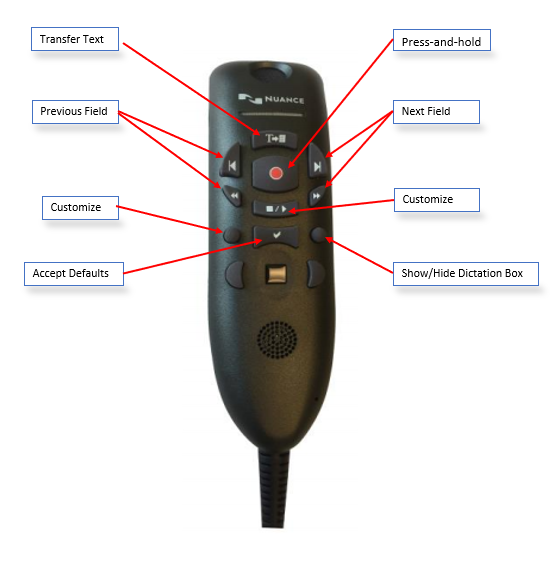 Transfer Text
Press-and-hold
NUANCE
Previous Field
Next Field
Customize
Customize
Accept Defaults
Show/Hide Dictation Box